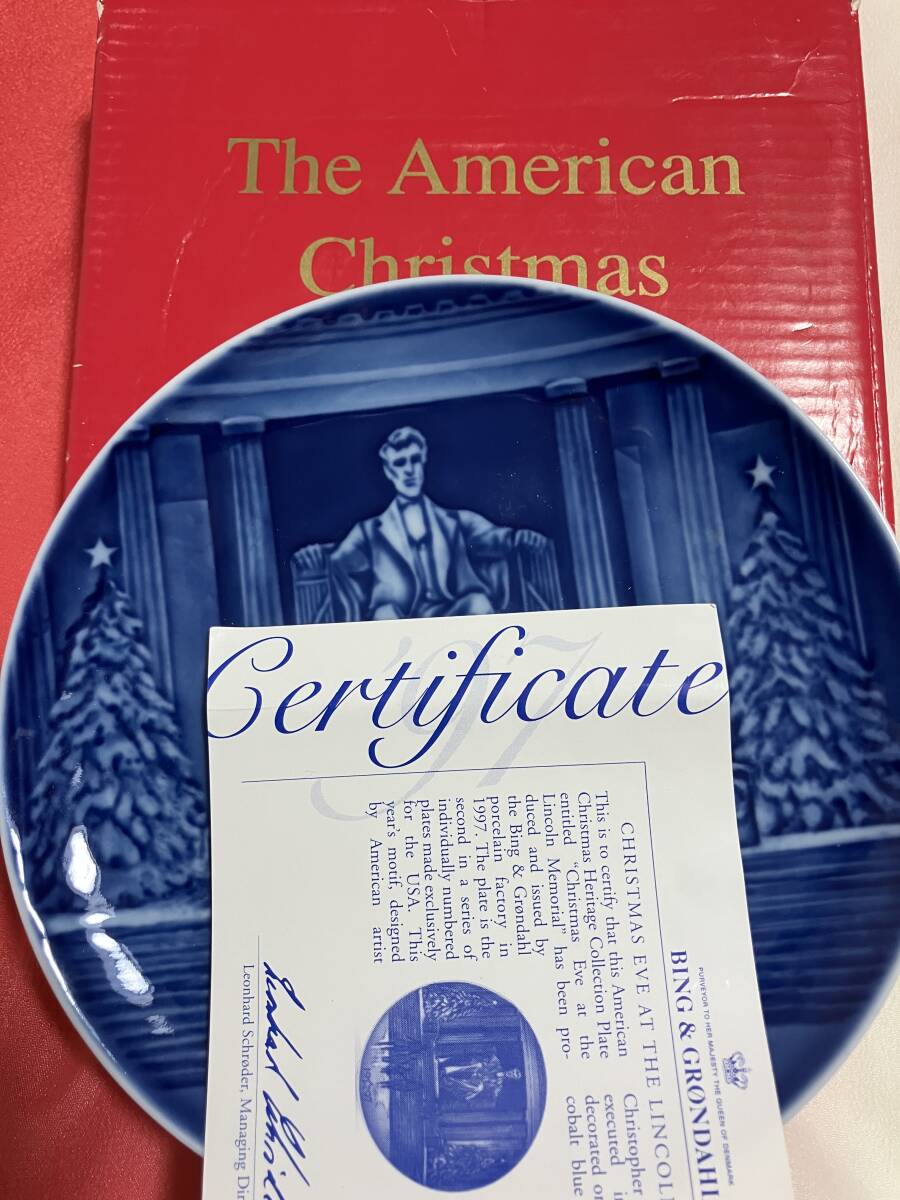 The American
Christmas
'97
Certificate
PURVEYOR TO HER MAJESTY THE QUEEN OF DENMARK
BING & GRØNDAHL
CHRISTMAS EVE AT THE LINCOL
This is to certify that this American
Christmas Heritage Collection Plate
entitled "Christmas Eve at the
Lincoln Memorial" has been pro-
duced and issued by
the Bing & Grøndahl
porcelain factory in
1997. The plate is the
second in a series of
individually numbered
plates made exclusively
for the USA. This
year's motif, designed
by American artist
Christopher
executed i
decorated o
cobalt blue
Leonhard Schrøder, Managing Dir